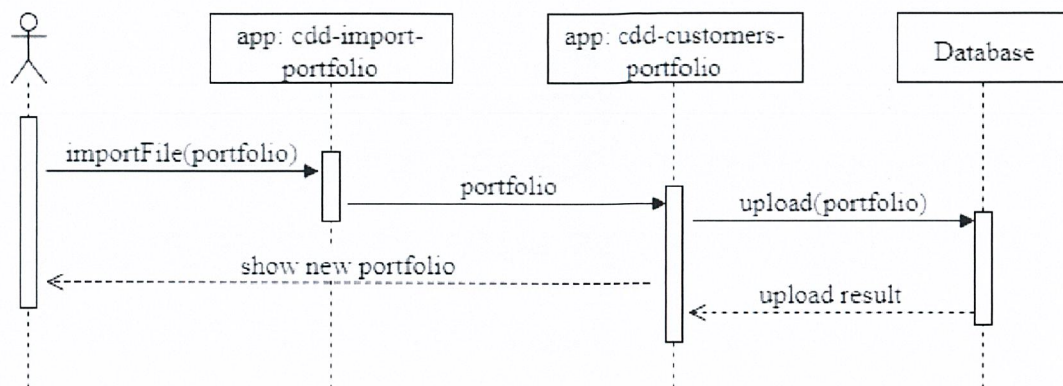 app: cdd-import-
portfolio
app: cdd-customers-
portfolio
Database
importFile(portfolio)
portfolio
upload(portfolio)
show new portfolio
upload result